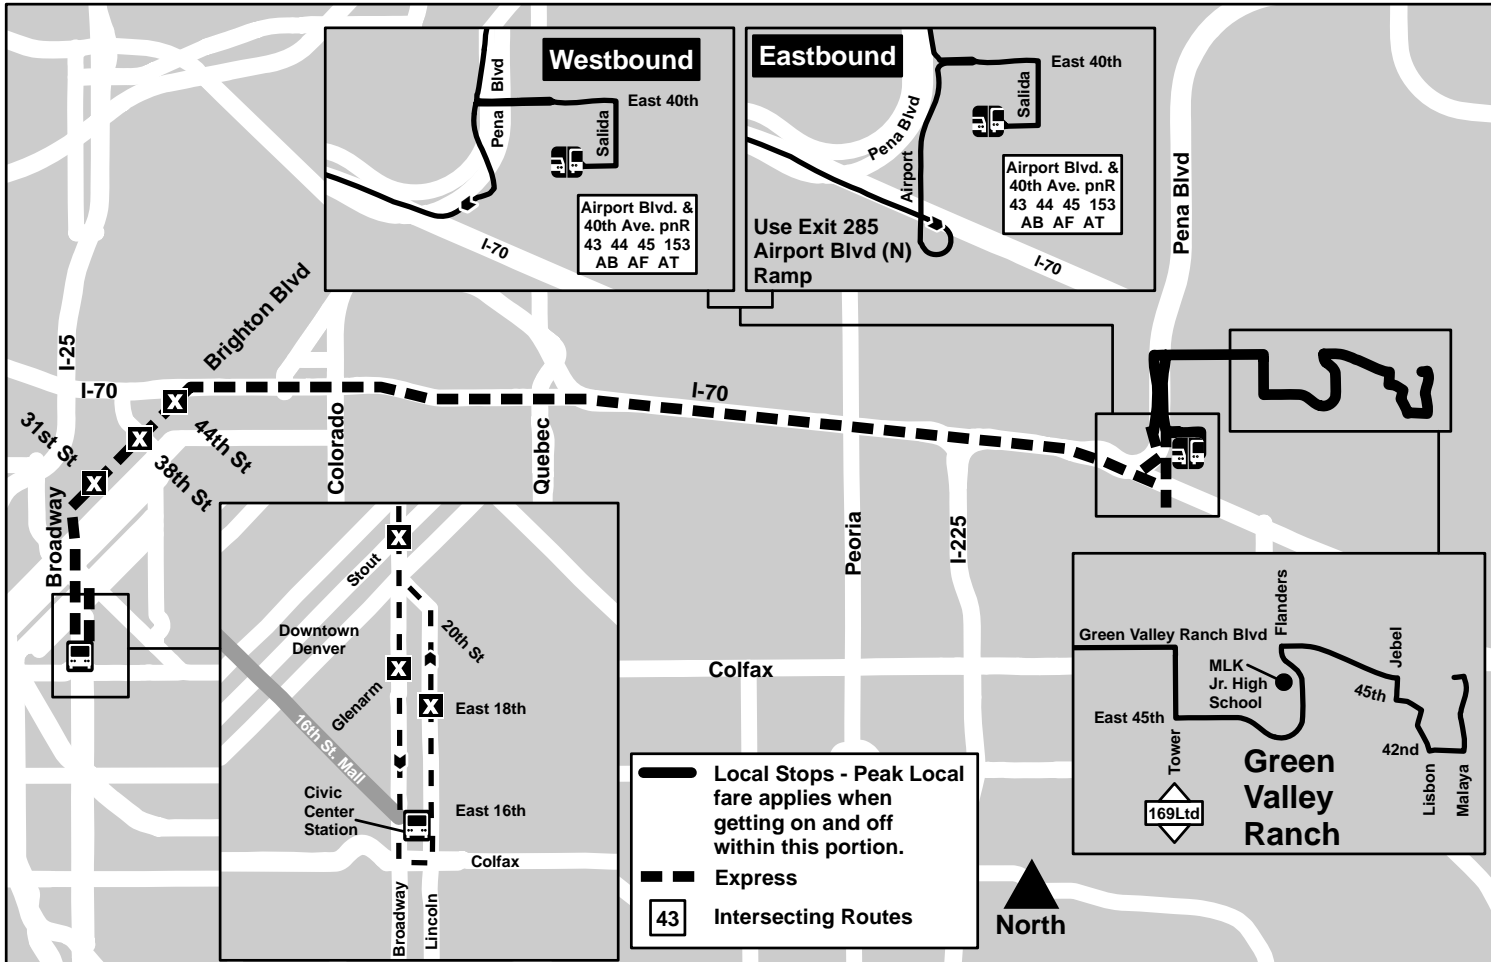 Westbound
Pena Blvd
East 40th
Salida
Airport Blvd. &
40th Ave. pnR
43 44 45 153
AB AF AT
I-70
Eastbound
Pena Blvd
Airport
East 40th
Salida
Airport Blvd. &
40th Ave. pnR
43 44 45 153
AB AF AT
Use Exit 285
Airport Blvd (N)
Ramp
I-70
Pena Blvd
I-25
I-70
Brighton Blvd
I-70
31st St
X
X
X
44th St
38th St
Broadway
Colorado
Quebec
Peoria
I-225
Colfax
X
Stout
Downtown
Denver
20th St
X
Glenarm
X
East 18th
16th St. Mall
Civic
Center
Station
East 16th
Colfax
Broadway
Lincoln
Local Stops - Peak Local
fare applies when
getting on and off
within this portion.
Express
43
Intersecting Routes
North
Flanders
Green Valley Ranch Blvd
Jebel
MLK
Jr. High
School
45th
East 45th
Tower
42nd
Lisbon
Malaya
169Ltd
Green
Valley
Ranch